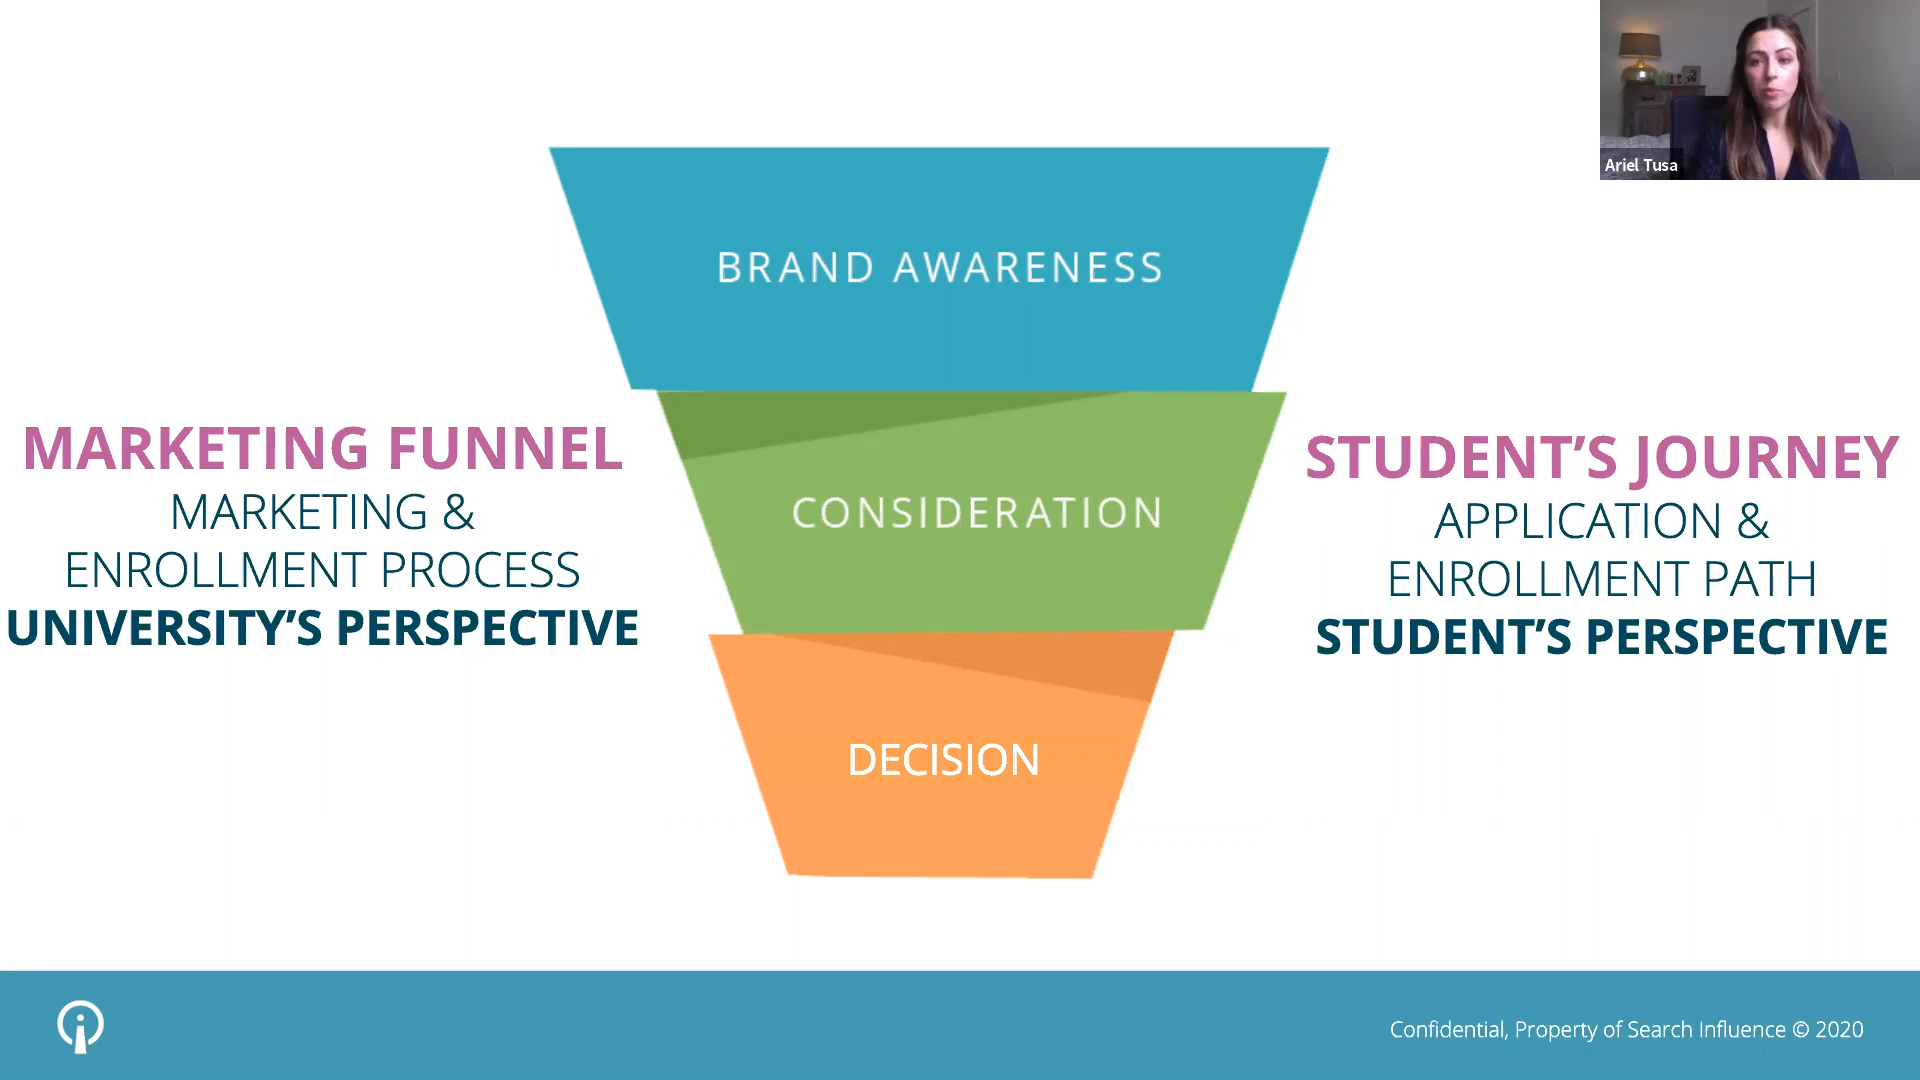 Ariel Tusa
BRAND AWARENESS
CONSIDERATION
DECISION
MARKETING FUNNEL
MARKETING &
ENROLLMENT PROCESS
UNIVERSITY’S PERSPECTIVE
STUDENT’S JOURNEY
APPLICATION &
ENROLLMENT PATH
STUDENT’S PERSPECTIVE
Confidential, Property of Search Influence © 2020